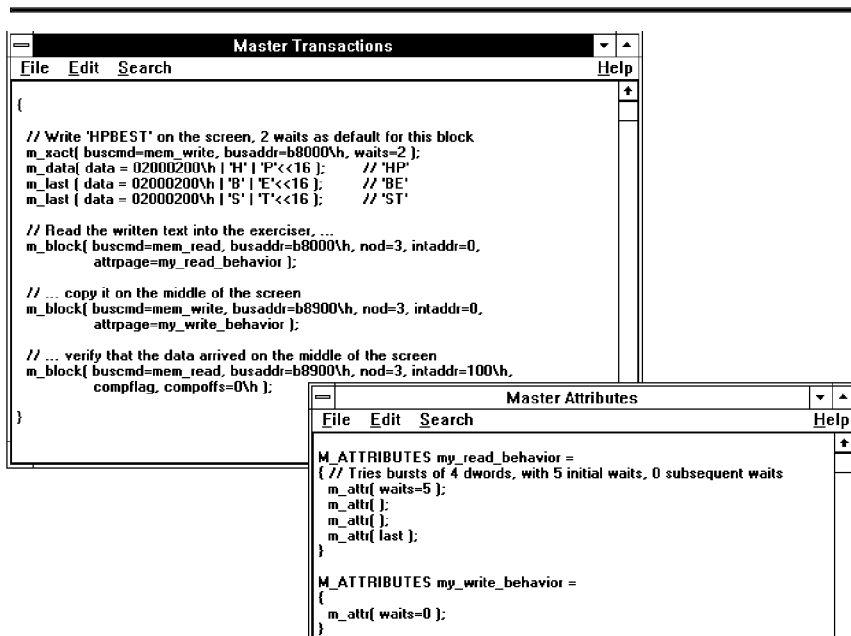 Master Transactions
File Edit Search Help
{
// Write 'HPBEST' on the screen, 2 waits as default for this block
m_xact( buscmd=mem_write, busaddr=b8000\h, waits=2 );
m_data( data = 02000200\h | 'H' | 'P'<<16 ); // 'HP'
m_last ( data = 02000200\h | 'B' | 'E'<<16 ); // 'BE'
m_last ( data = 02000200\h | 'S' | 'T'<<16 ); // 'ST'
// Read the written text into the exerciser, ...
m_block( buscmd=mem_read, busaddr=b8000\h, nod=3, intaddr=0,
attrpage=my_read_behavior );
// ... copy it on the middle of the screen
m_block( buscmd=mem_write, busaddr=b8900\h, nod=3, intaddr=0,
attrpage=my_write_behavior );
// ... verify that the data arrived on the middle of the screen
m_block( buscmd=mem_read, busaddr=b8900\h, nod=3, intaddr=100\h,
compflag, compoffs=0\h );
}
Master Attributes
File Edit Search Help
M_ATTRIBUTES my_read_behavior =
{ // Tries bursts of 4 dwords, with 5 initial waits, 0 subsequent waits
m_attr( waits=5 );
m_attr( );
m_attr( );
m_attr( last );
}
M_ATTRIBUTES my_write_behavior =
{
m_attr( waits=0 );
}